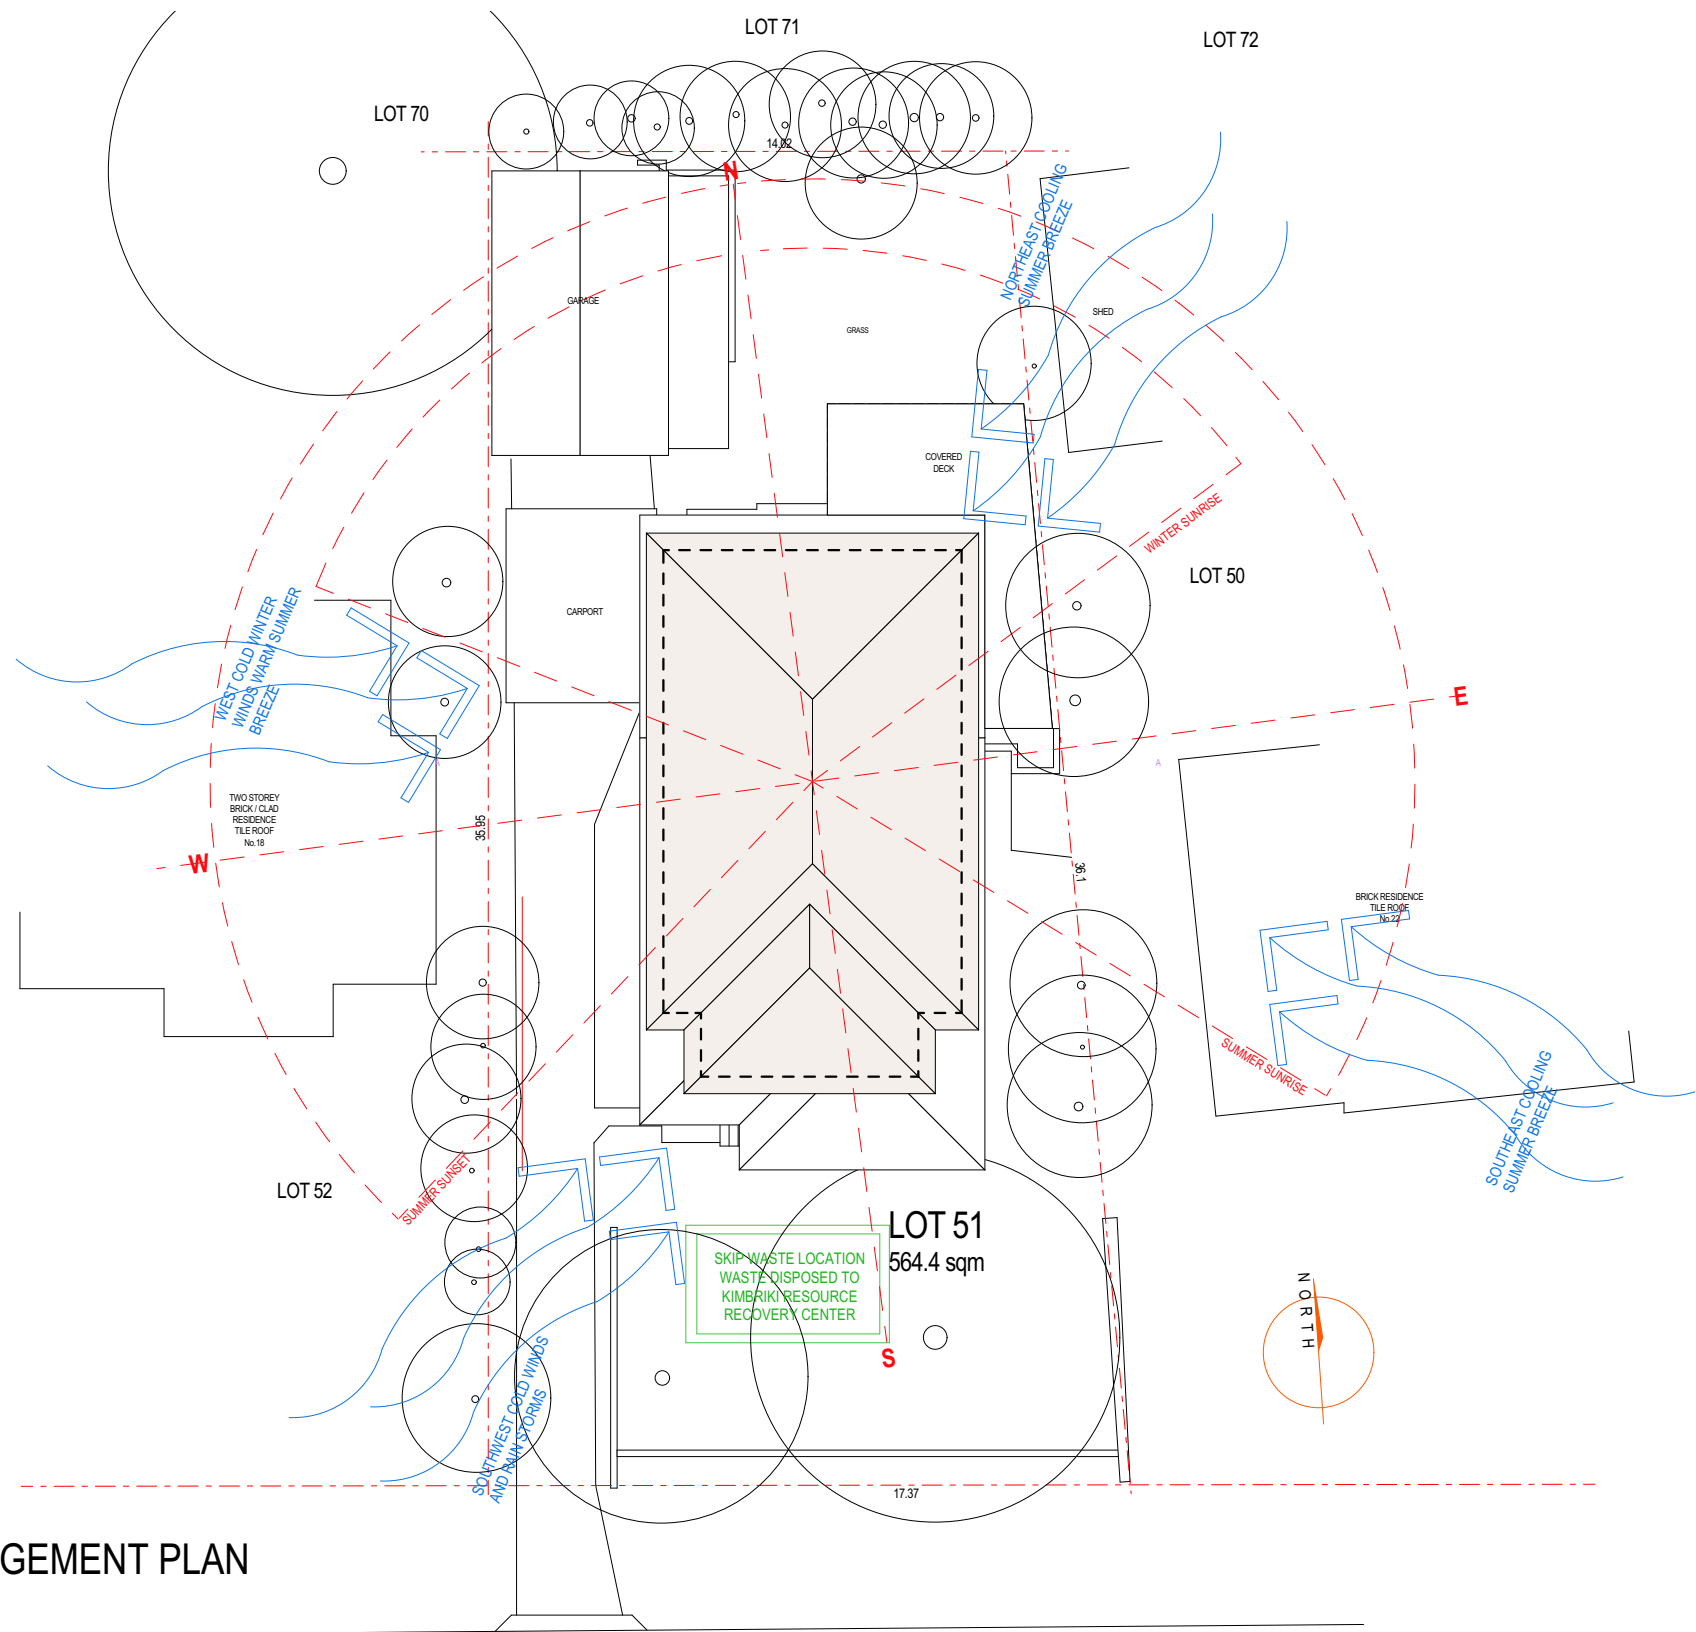 LOT 71
LOT 72
LOT 70
14.02
N
NORTHEAST COOLING
SUMMER BREEZE
GARAGE
SHED
GRASS
COVERED
DECK
WINTER SUNRISE
LOT 50
CARPORT
WEST COLD WINTER
WINDS WARM SUMMER
BREEZE
E
A
A
TWO STOREY
BRICK / CLAD
RESIDENCE
TILE ROOF
No.18
35.95
W
36.1
BRICK RESIDENCE
TILE ROOF
No.22
SUMMER SUNRISE
SOUTHEAST COOLING
SUMMER BREEZE
SUMMER SUNSET
LOT 52
LOT 51
564.4 sqm
SKIP WASTE LOCATION
WASTE DISPOSED TO
KIMBRIKI RESOURCE
RECOVERY CENTER
S
NORTH
SOUTHWEST COLD WINDS
AND RAIN STORMS
17.37
GEMENT PLAN